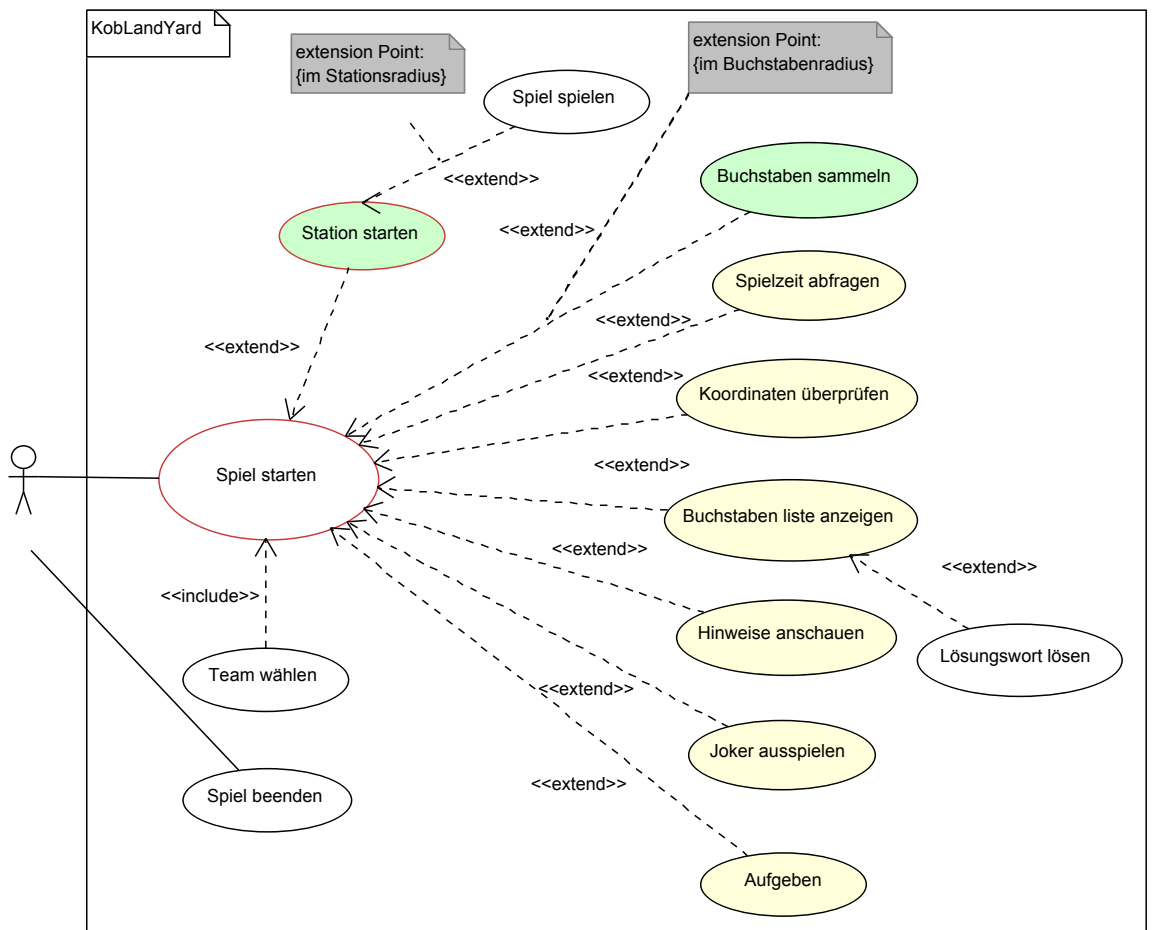 KobLandYard
extension Point:
{im Stationsradius}
extension Point:
{im Buchstabenradius}
Spiel spielen
<<extend>>
Buchstaben sammeln
Station starten
<<extend>>
Spielzeit abfragen
<<extend>>
<<extend>>
<<extend>>
Koordinaten überprüfen
Spiel starten
<<extend>>
Buchstaben liste anzeigen
<<extend>>
<<extend>>
<<include>>
Hinweise anschauen
Lösungswort lösen
Team wählen
<<extend>>
Joker ausspielen
<<extend>>
Spiel beenden
Aufgeben